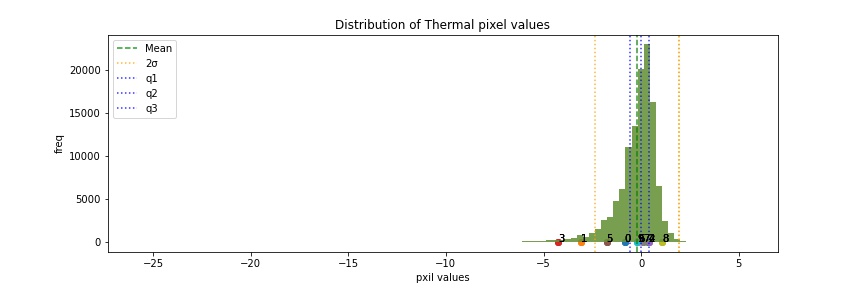 Distribution of Thermal pixel values
Mean
2σ
q1
q2
q3
20000
15000
10000
5000
0
freq
3 1 5 0 8
−25 −20 −15 −10 −5 0 5
pxil values